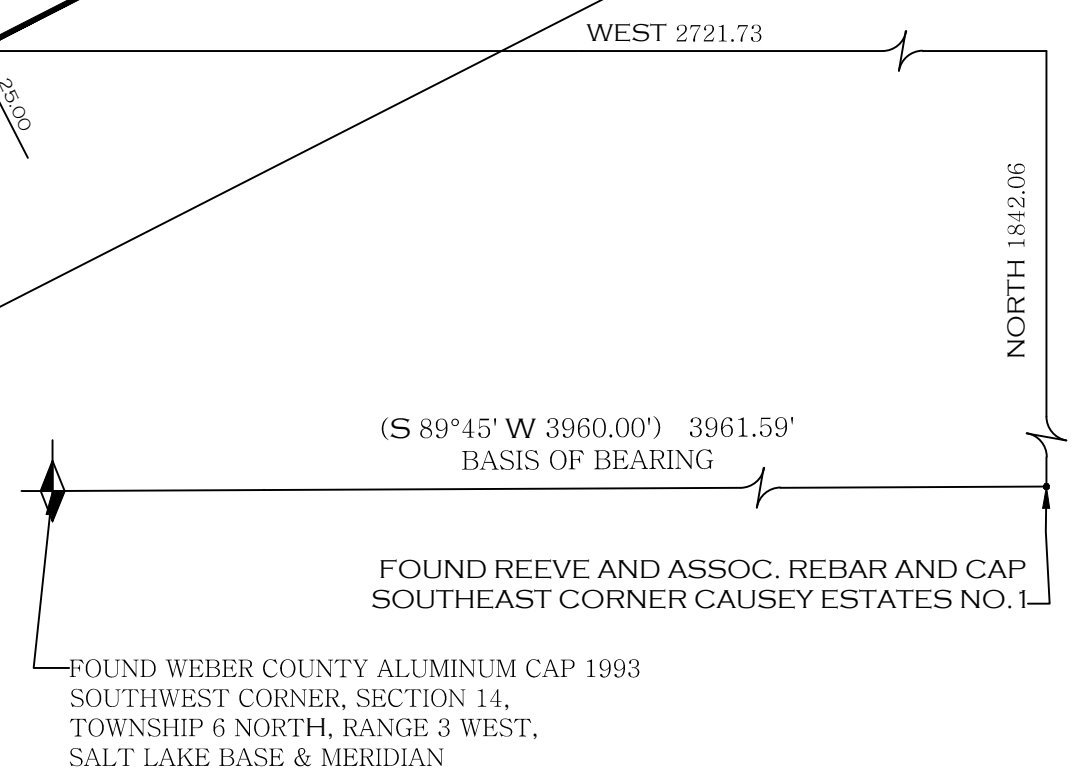 WEST 2721.73
25.00
NORTH 1842.06
(S 89°45' W 3960.00') 3961.59'
BASIS OF BEARING
FOUND REEVE AND ASSOC. REBAR AND CAP
SOUTHEAST CORNER CAUSEY ESTATES NO. 1
FOUND WEBER COUNTY ALUMINUM CAP 1993
SOUTHWEST CORNER, SECTION 14,
TOWNSHIP 6 NORTH, RANGE 3 WEST,
SALT LAKE BASE & MERIDIAN